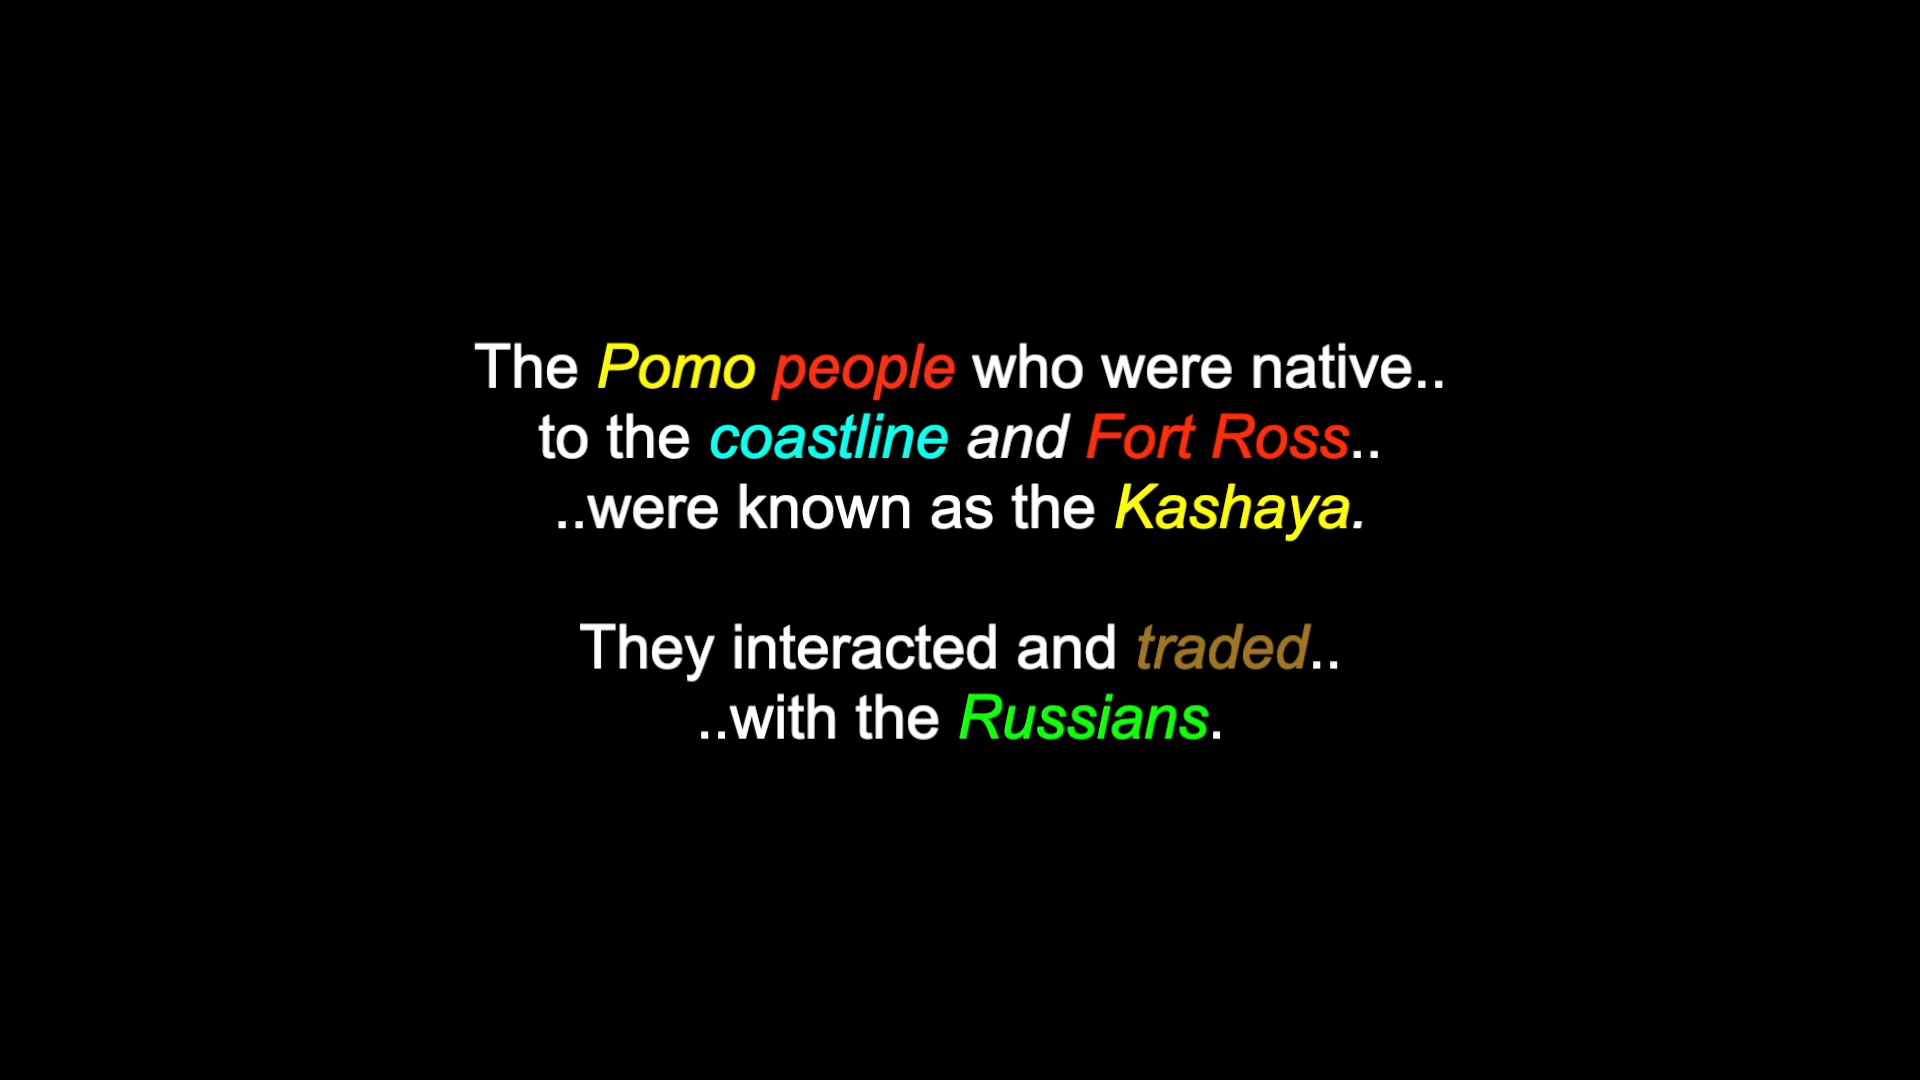 The Pomo people who were native..
to the coastline and Fort Ross..
..were known as the Kashaya.
They interacted and traded..
..with the Russians.